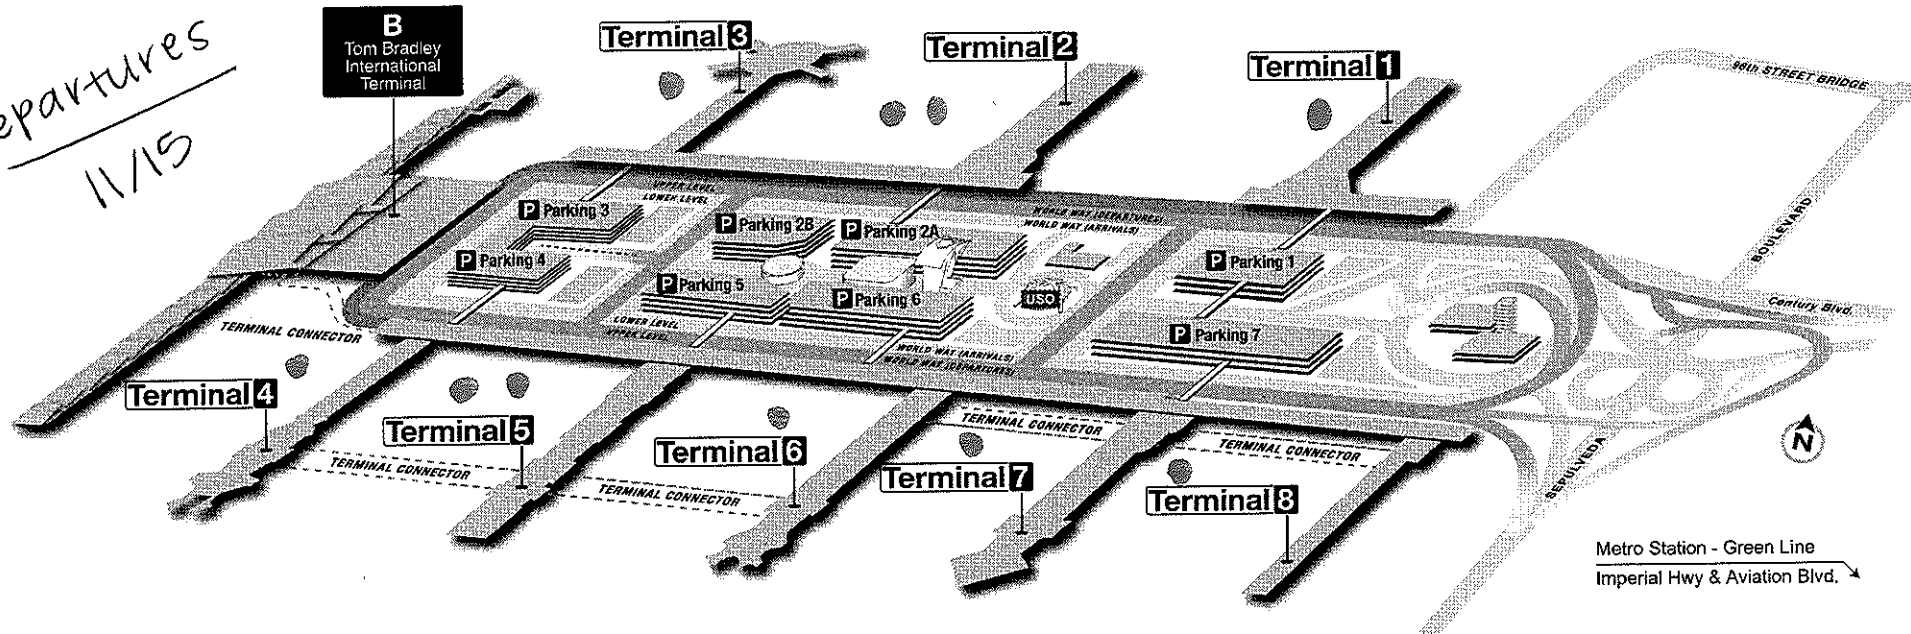 epartures
11/15
B
Tom Bradley
International
Terminal
Terminal 3
Terminal 2
Terminal 1
96th STREET BRIDGE
UPPER LEVEL
LOWER LEVEL
P Parking 3
P Parking 2B
P Parking 2A
WORLD WAY (DEPARTURES)
WORLD WAY (ARRIVALS)
BOULEVARD
P Parking 4
P Parking 1
P Parking 5
P Parking 6
USO
Century Blvd.
TERMINAL CONNECTOR
LOWER LEVEL
UPPER LEVEL
P Parking 7
WORLD WAY (ARRIVALS)
WORLD WAY (DEPARTURES)
Terminal 4
Terminal 5
TERMINAL CONNECTOR
TERMINAL CONNECTOR
N
Terminal 6
TERMINAL CONNECTOR
Terminal 7
SEPULVEDA
TERMINAL CONNECTOR
Terminal 8
Metro Station - Green Line
Imperial Hwy & Aviation Blvd.